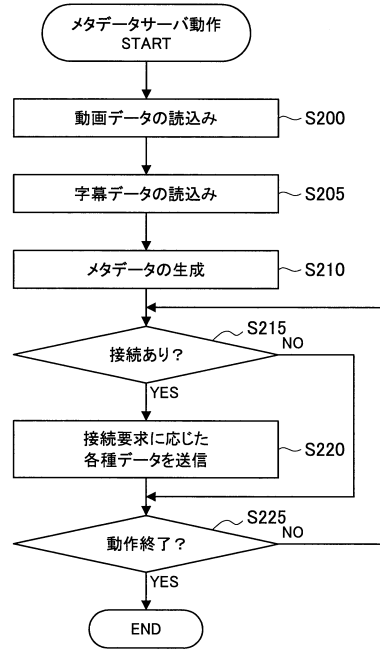 メタデータサーバ動作
START
動画データの読込み
S200
字幕データの読込み
S205
メタデータの生成
S210
S215
接続あり?
NO
YES
接続要求に応じた
各種データを送信
S220
S225
動作終了?
NO
YES
END